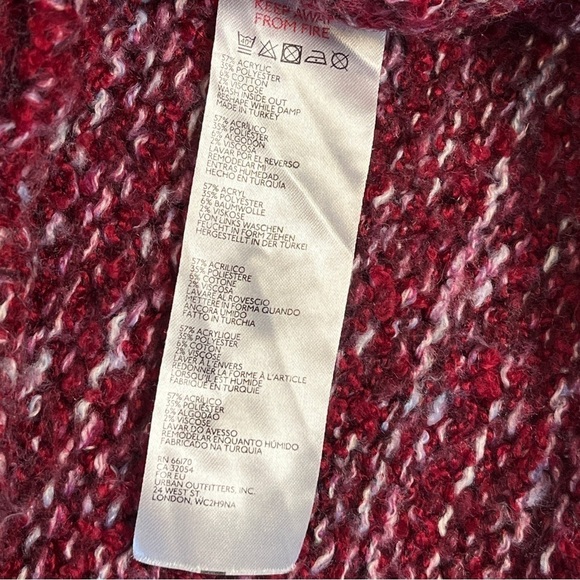 KEEP AWAY
FROM FIRE
57% ACRYLIC
35% POLYESTER
6% COTTON
2% VISCOSE
WASH INSIDE OUT
RESHAPE WHILE DAMP
MADE IN TURKEY
57% ACRÍLICO
35% POLIÉSTER
6% ALGODÓN
2% VISCOSA
LAVAR POR EL REVERSO
REMODELAR MI
ENTRAS HUMEDAD
HECHO EN TURQUÍA
57% ACRYL
35% POLYESTER
6% BAUMWOLLE
2% VISKOSE
VON LINKS WASCHEN
FEUCHT IN FORM ZIEHEN
HERGESTELLT IN DER TÜRKEI
57% ACRILICO
35% POLIESTERE
6% COTONE
2% VISCOSA
LAVARE AL ROVESCIO
METTERE IN FORMA QUANDO
ANCORA UMIDO
FATTO IN TURCHIA
57% ACRYLIQUE
35% POLYESTER
6% COTON
2% VISCOSE
LAVER À L'ENVERS
REDONNER LA FORME À L'ARTICLE
LORSQU'IL EST HUMIDE
FABRIQUÉ EN TURQUIE
57% ACRÍLICO
35% POLIÉSTER
6% ALGODÃO
2% VISCOSE
LAVAR DO AVESSO
REMODELAR ENQUANTO HÚMIDO
FABRICADO NA TURQUIA
RN 66170
CA 32054
FOR EU
URBAN OUTFITTERS, INC.
24 WEST ST.
LONDON, WC2H9NA